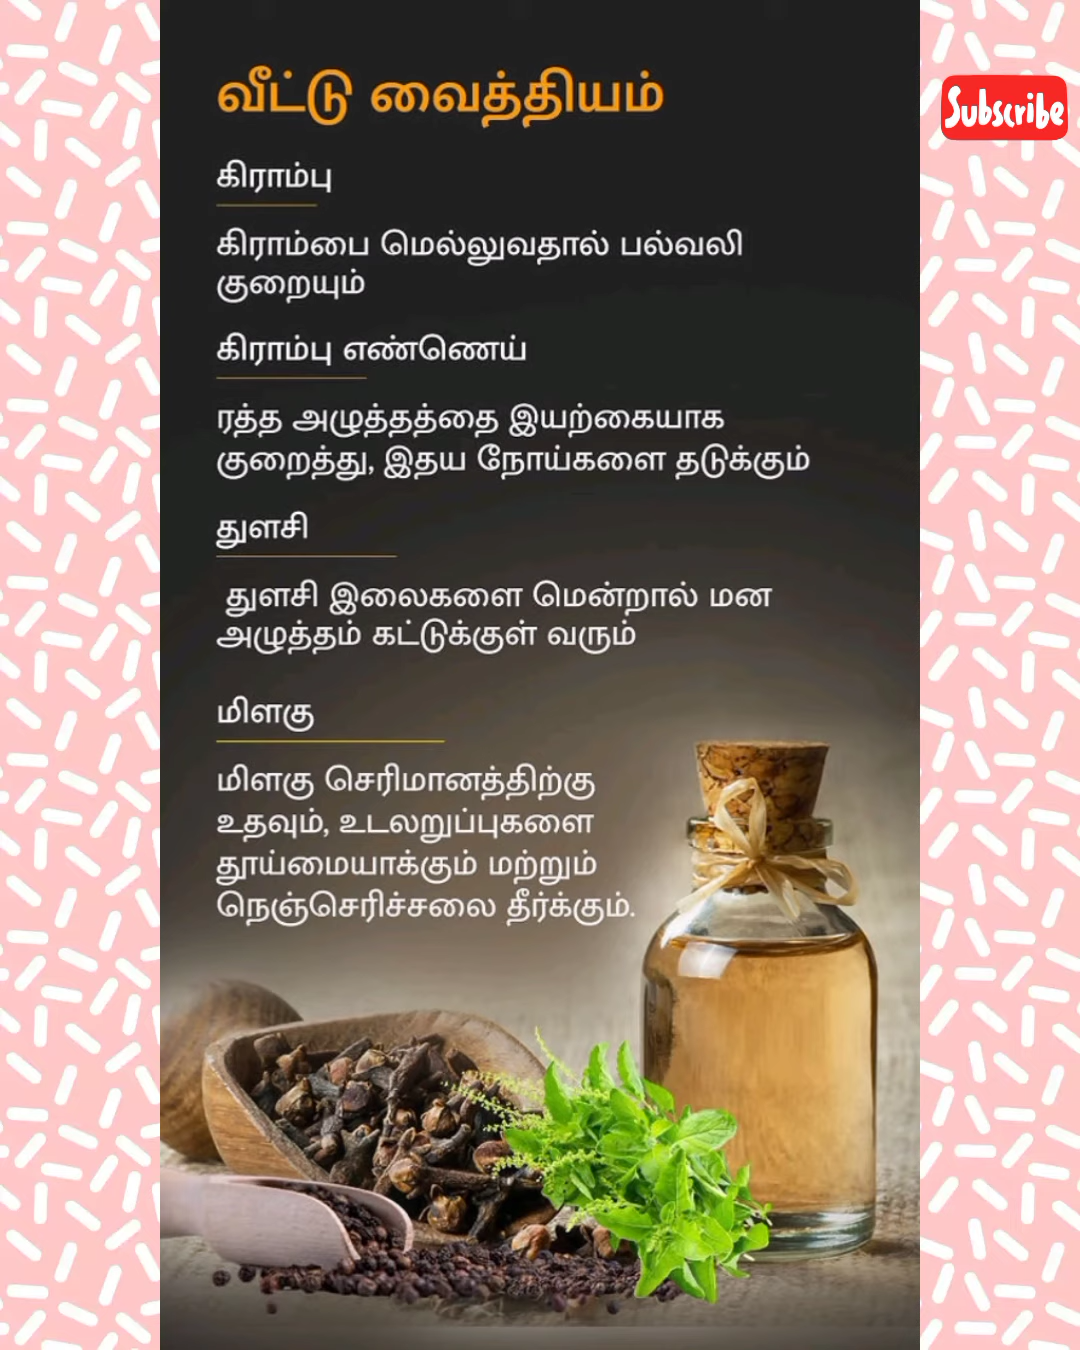 வீட்டு வைத்தியம்
Subscribe
கிராம்பு
கிராம்பை மெல்லுவதால் பல்வலி
குறையும்
கிராம்பு எண்ணெய்
ரத்த அழுத்தத்தை இயற்கையாக
குறைத்து, இதய நோய்களை தடுக்கும்
துளசி
துளசி இலைகளை மென்றால் மன
அழுத்தம் கட்டுக்குள் வரும்
மிளகு
மிளகு செரிமானத்திற்கு
உதவும், உடலறுப்புகளை
தூய்மையாக்கும் மற்றும்
நெஞ்செரிச்சலை தீர்க்கும்.